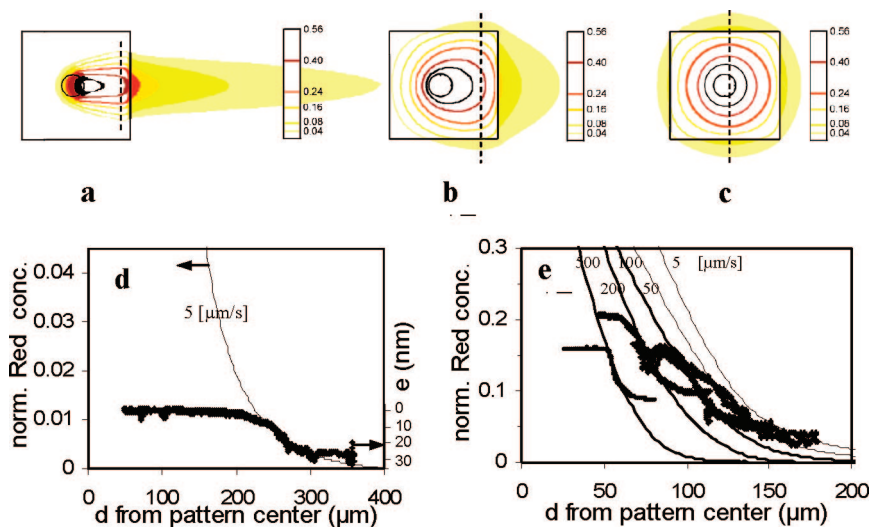 0.56
0.40
0.24
0.16
0.08
0.04
a
0.56
0.40
0.24
0.16
0.08
0.04
b
0.56
0.40
0.24
0.16
0.08
0.04
c
d
norm. Red conc.
0.04
0.03
0.02
0.01
0
5 [µm/s]
e (nm)
0
10
20
30
0 100 200 300 400
d from pattern center (µm)
e
norm. Red conc.
0.3
0.2
0.1
0
500 100 5 [µm/s]
200 50
0 50 100 150 200
d from pattern center (µm)